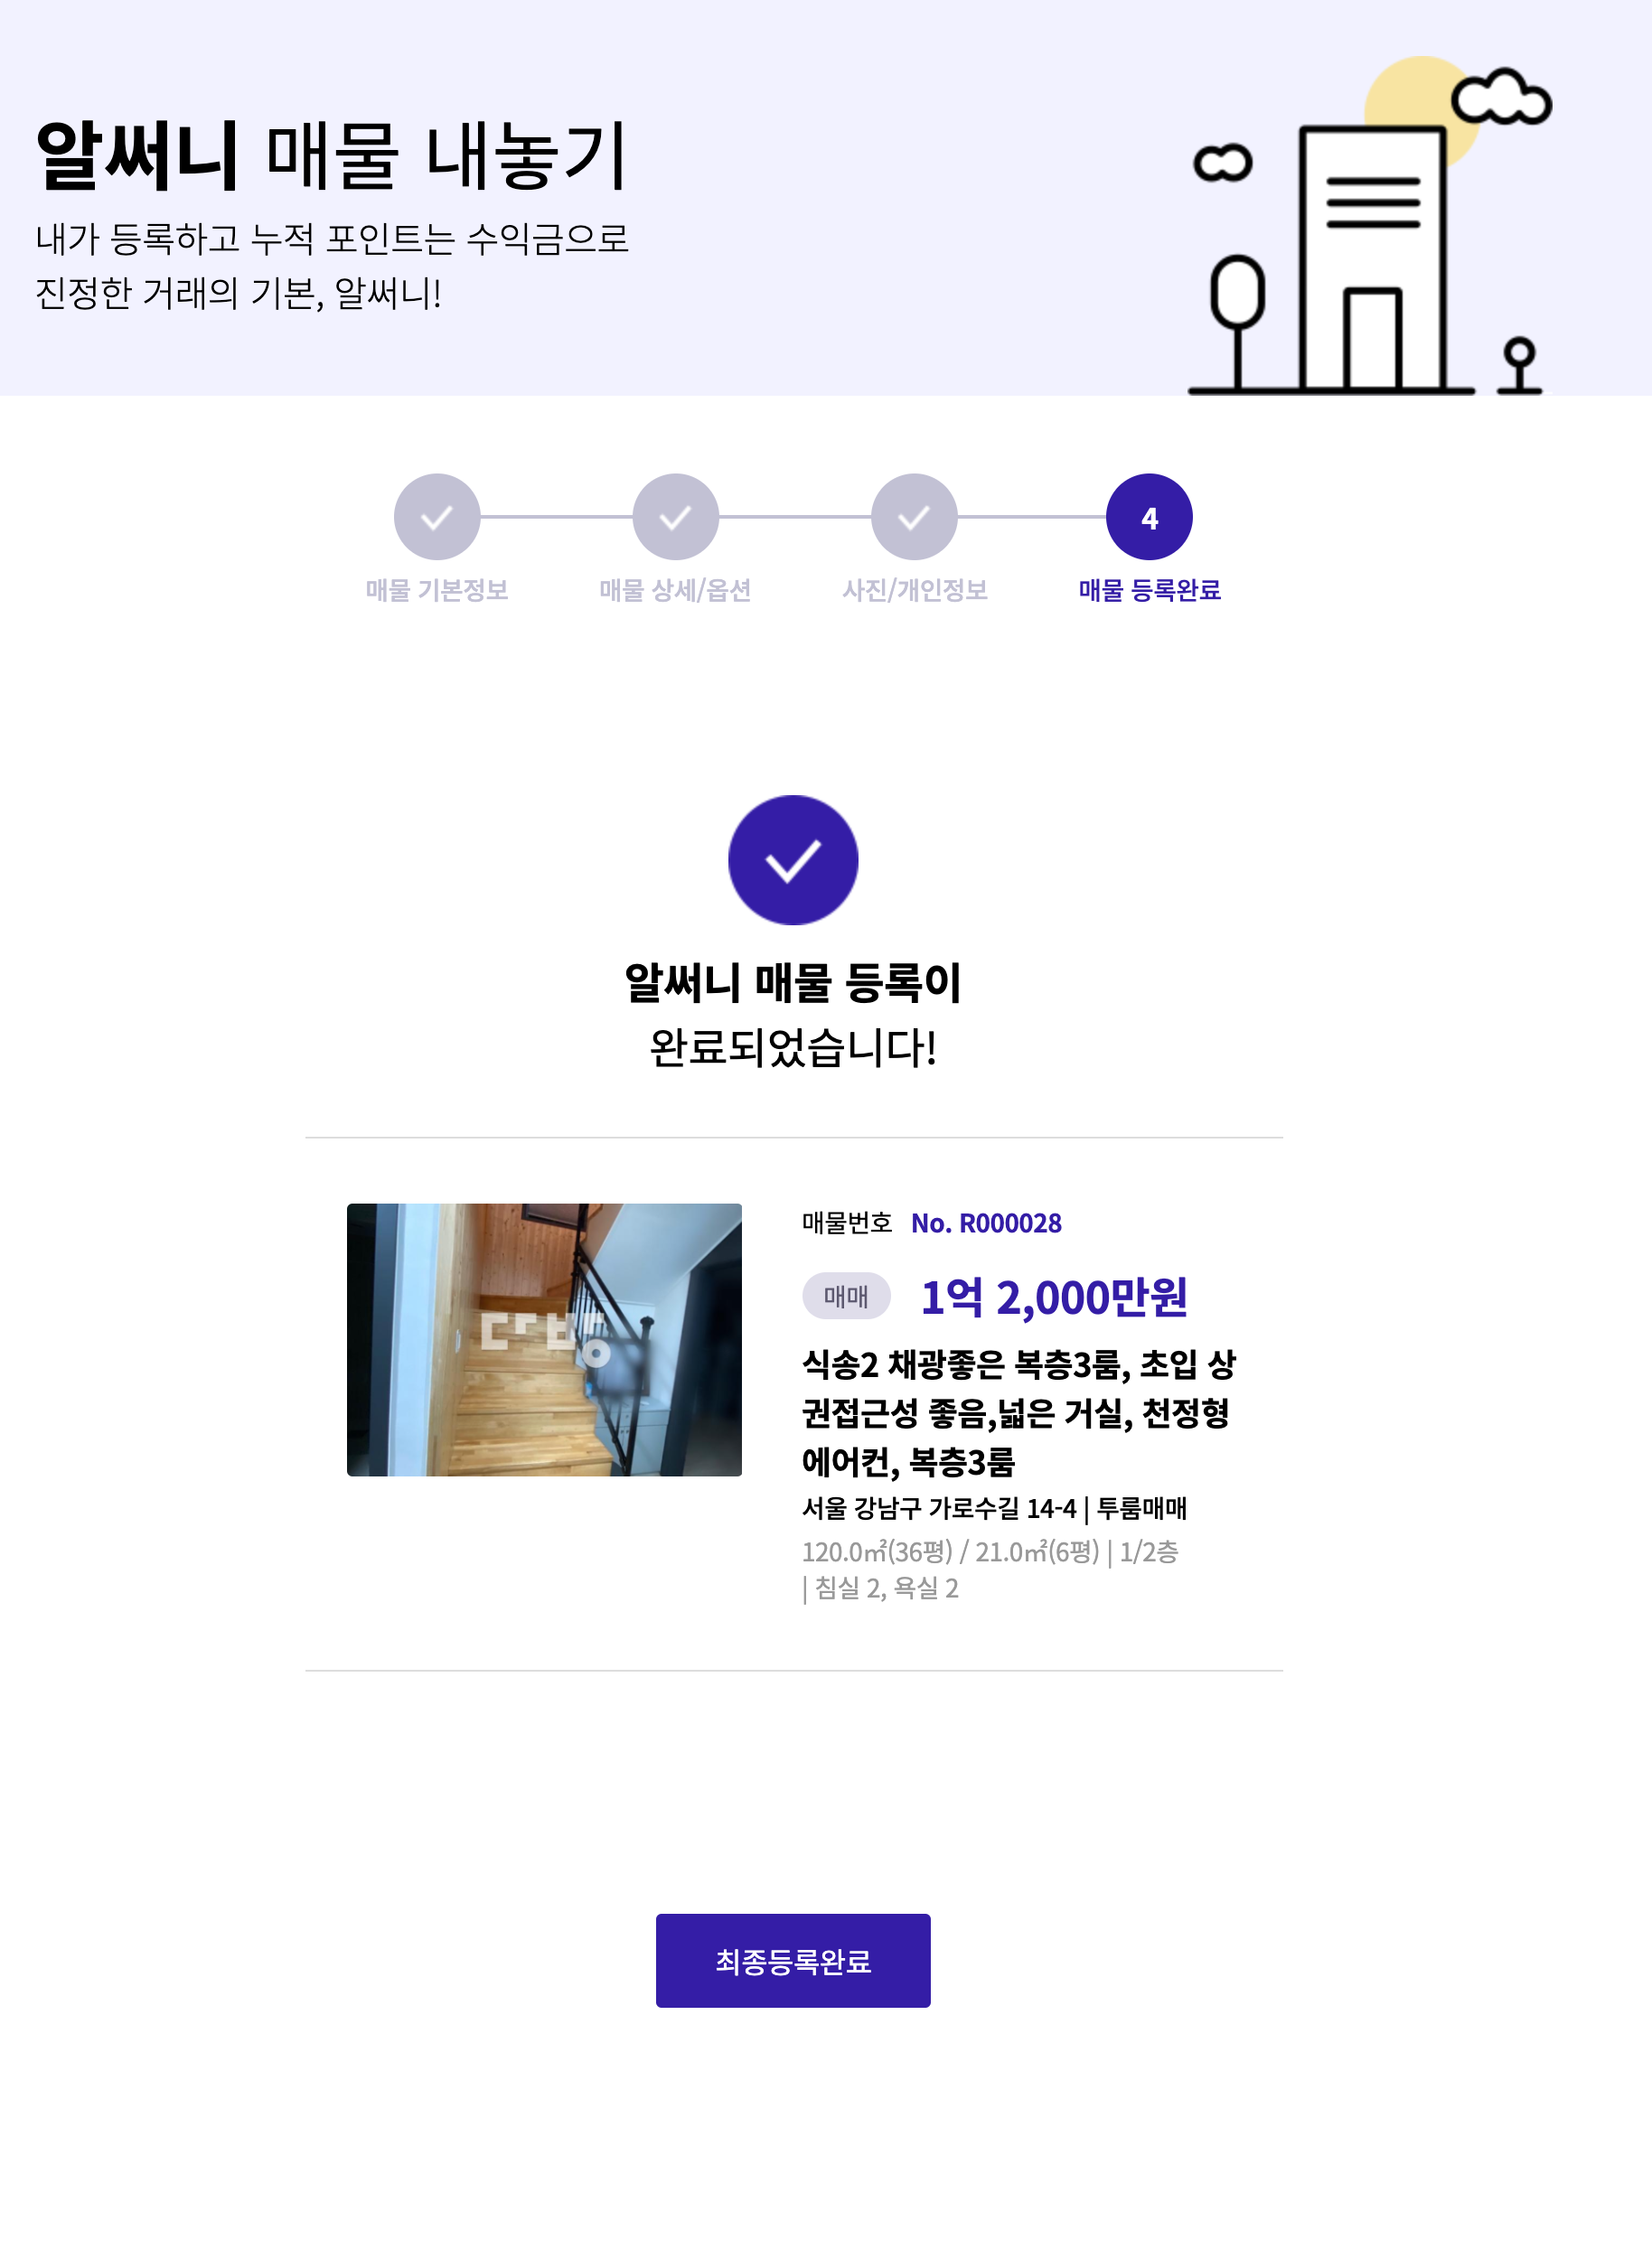 알써니 매물 내놓기
내가 등록하고 누적 포인트는 수익금으로
진정한 거래의 기본, 알써니!
4
매물 기본정보
매물 상세/옵션
사진/개인정보
매물 등록완료
알써니 매물 등록이
완료되었습니다!
다방
매물번호 No. R000028
매매 1억 2,000만원
식송2 채광좋은 복층3룸, 초입 상
권접근성 좋음,넓은 거실, 천정형
에어컨, 복층3룸
서울 강남구 가로수길 14-4 | 투룸매매
120.0㎡(36평) / 21.0㎡(6평) | 1/2층
| 침실 2, 욕실 2
최종등록완료